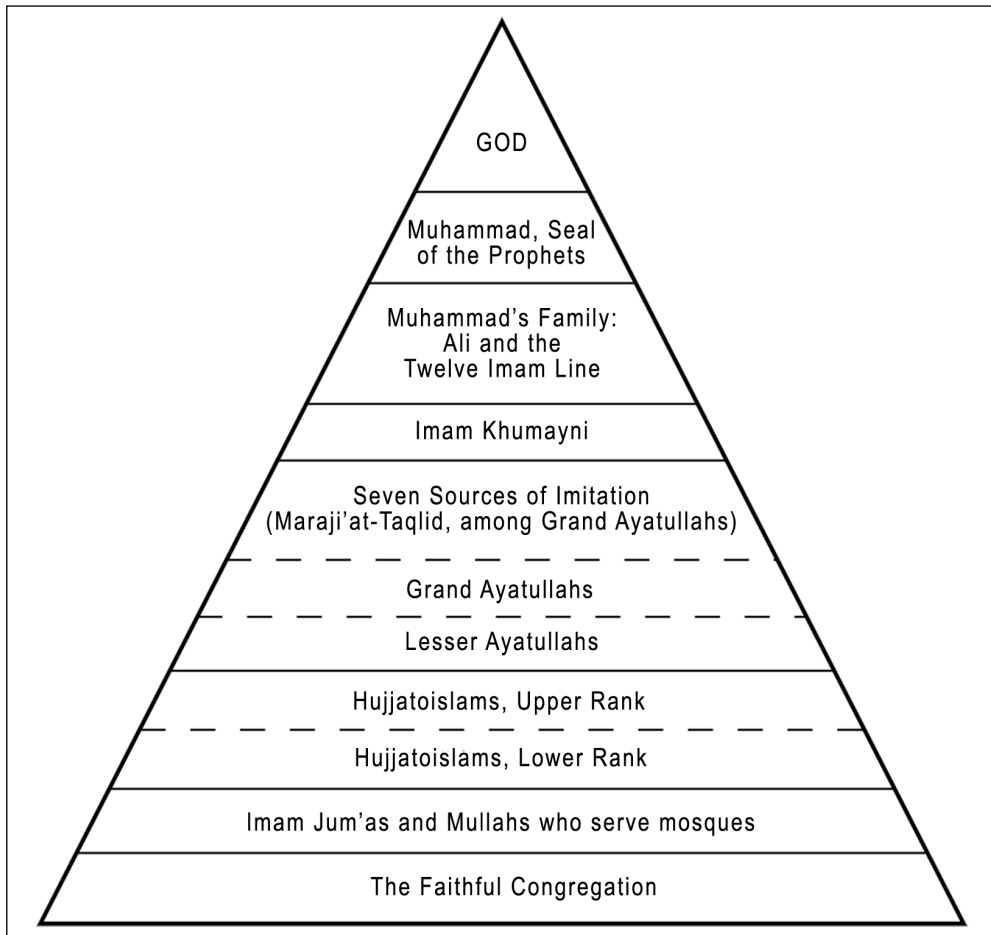 GOD
Muhammad, Seal
of the Prophets
Muhammad's Family:
Ali and the
Twelve Imam Line
Imam Khumayni
Seven Sources of Imitation
(Maraji'at-Taqlid, among Grand Ayatullahs)
Grand Ayatullahs
Lesser Ayatullahs
Hujjatoislams, Upper Rank
Hujjatoislams, Lower Rank
Imam Jum'as and Mullahs who serve mosques
The Faithful Congregation